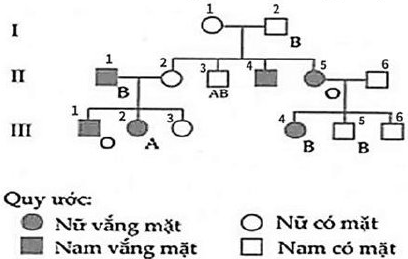 1 2
I
B
1 2 3 4 5 6
II
B AB O
1 2 3 4 5 6
III
O A B B
Quy ước:
Nữ vắng mặt Nữ có mặt
Nam vắng mặt Nam có mặt